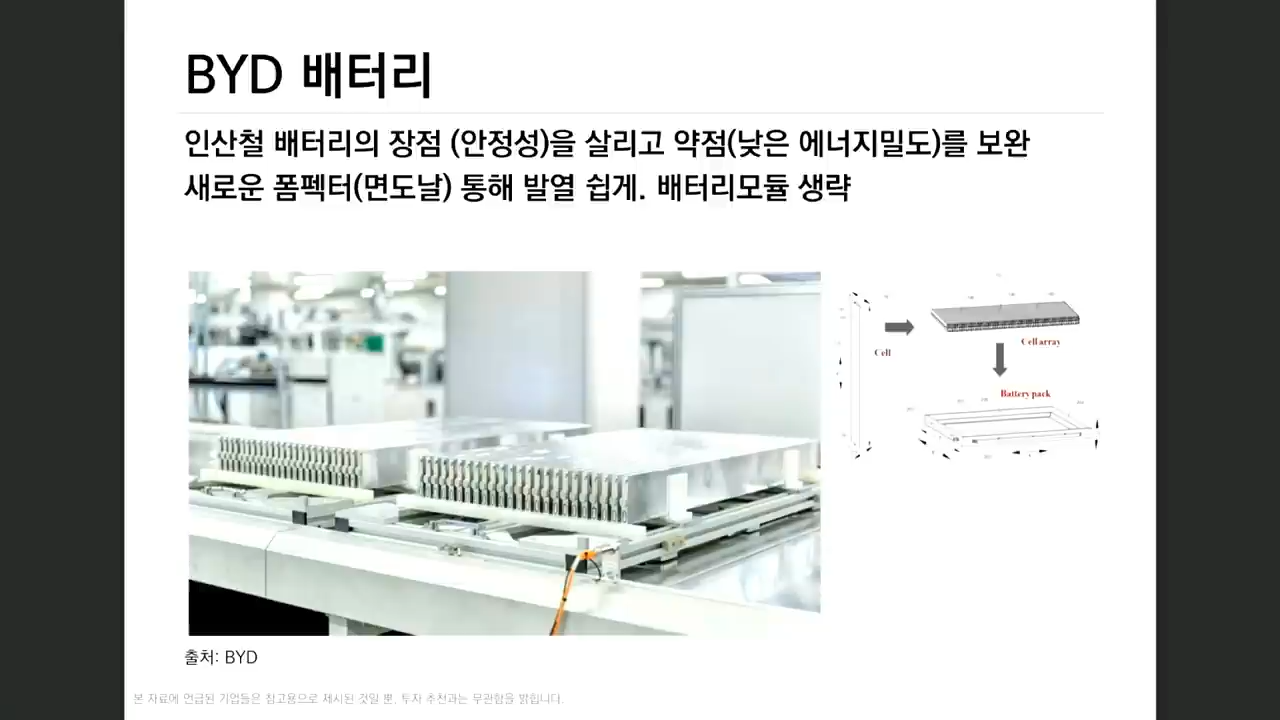 BYD 배터리
인산철 배터리의 장점 (안정성)을 살리고 약점(낮은 에너지밀도)를 보완
새로운 폼펙터(면도날) 통해 발열 쉽게. 배터리모듈 생략
Cell
Cell array
Battery pack
출처: BYD
본 자료에 언급된 기업들은 참고용으로 제시된 것일 뿐, 투자 추천과는 무관함을 밝힙니다.